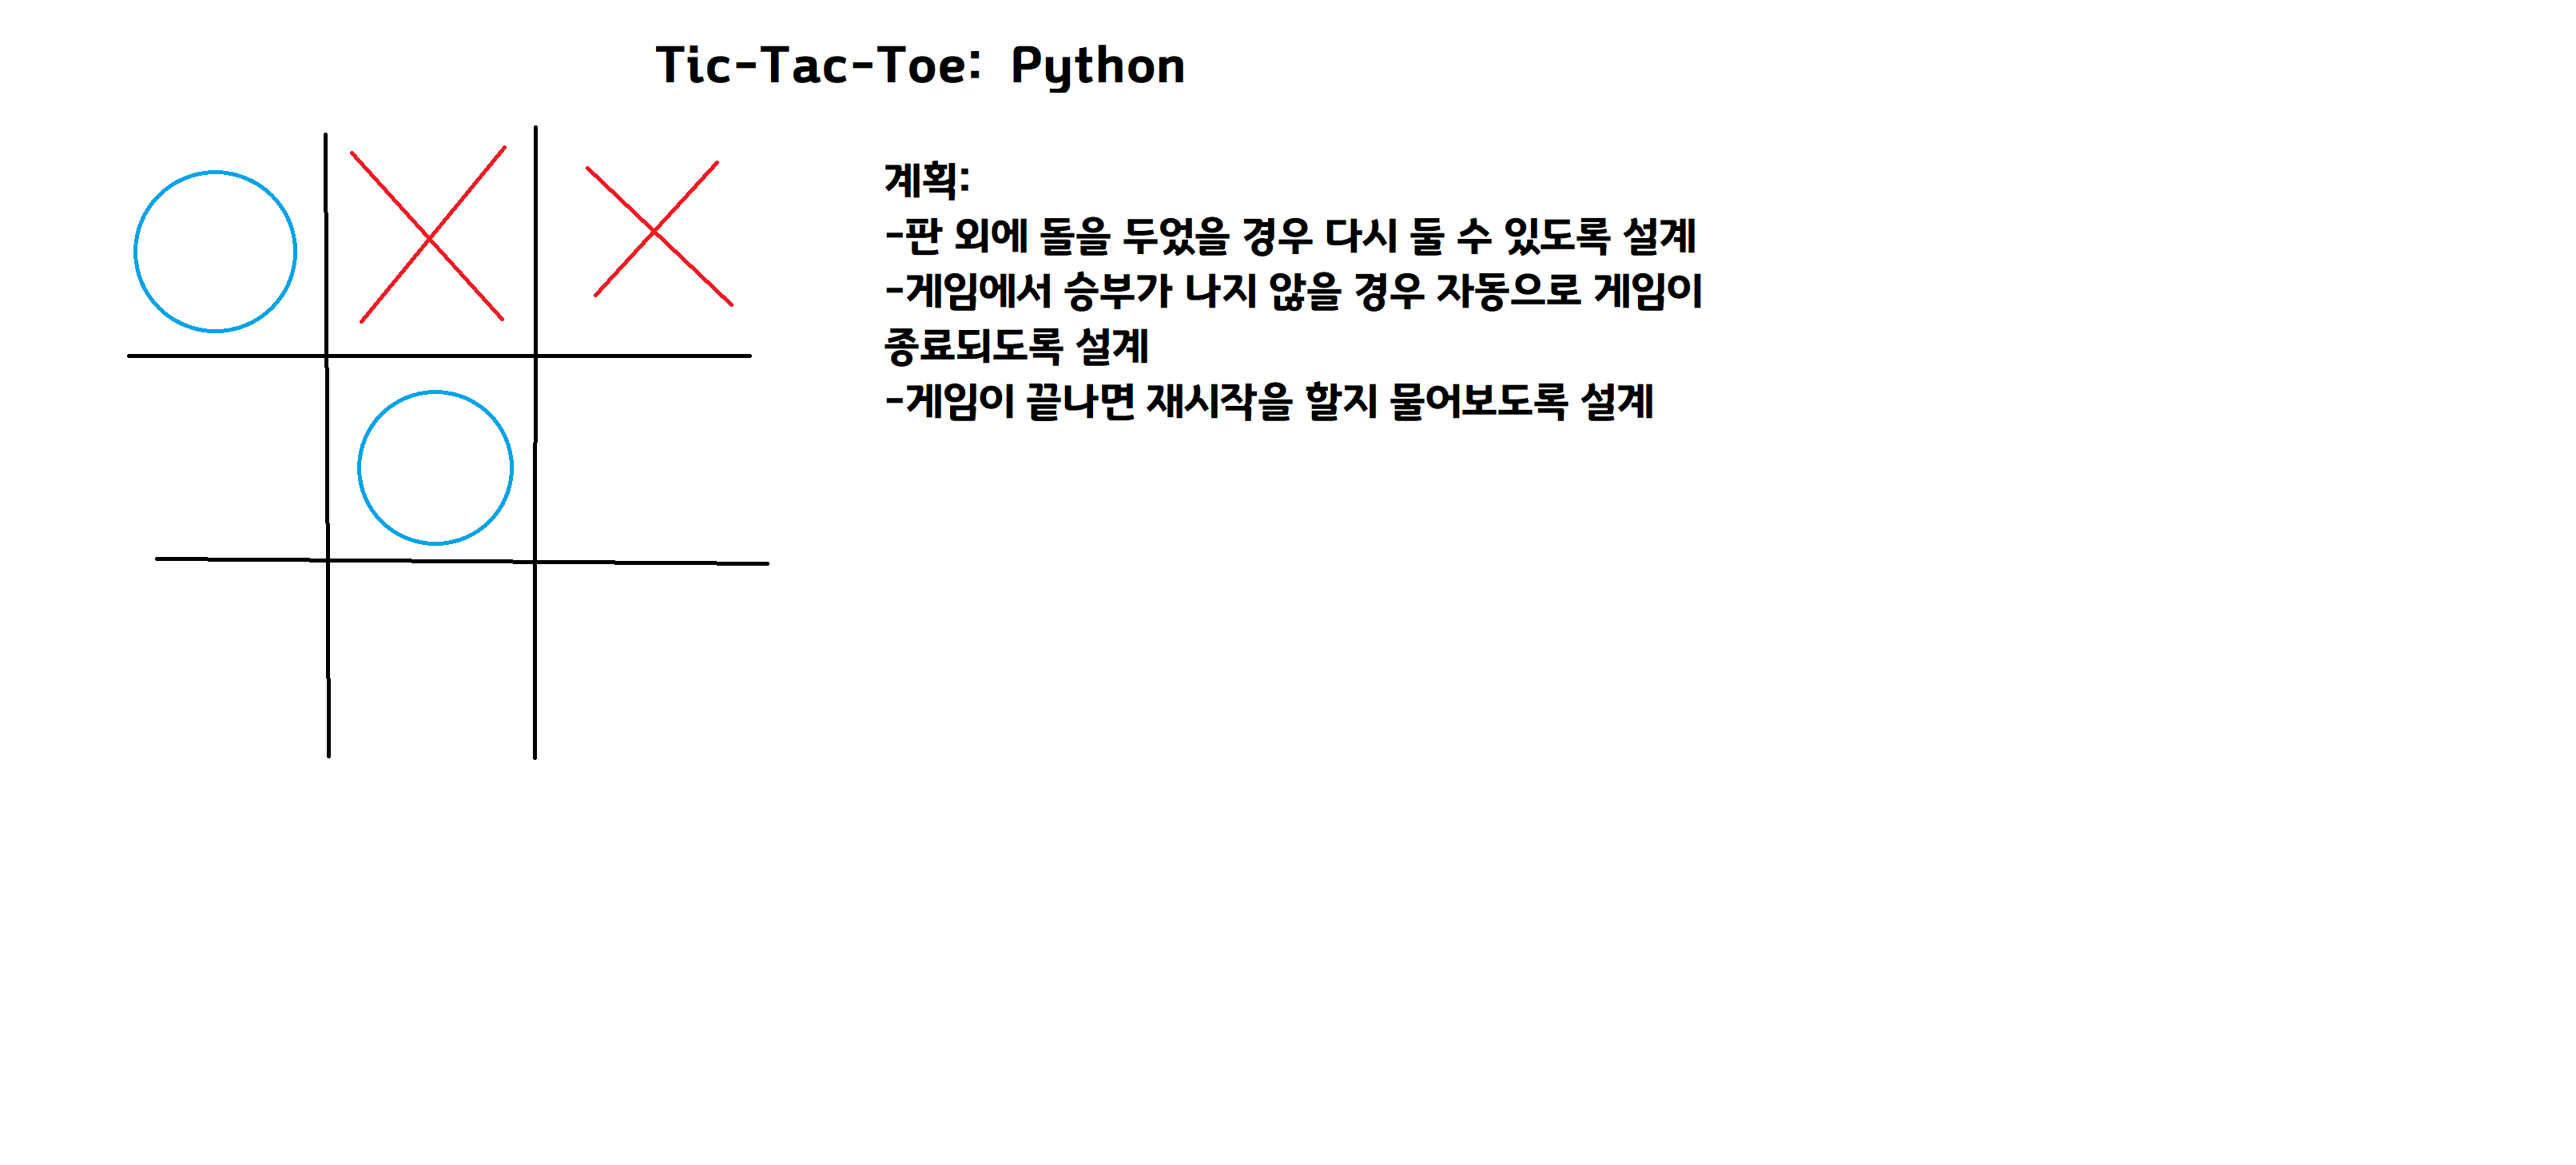 Tic-Tac-Toe: Python
계획:
-판 외에 돌을 두었을 경우 다시 둘 수 있도록 설계
-게임에서 승부가 나지 않을 경우 자동으로 게임이
종료되도록 설계
-게임이 끝나면 재시작을 할지 물어보도록 설계